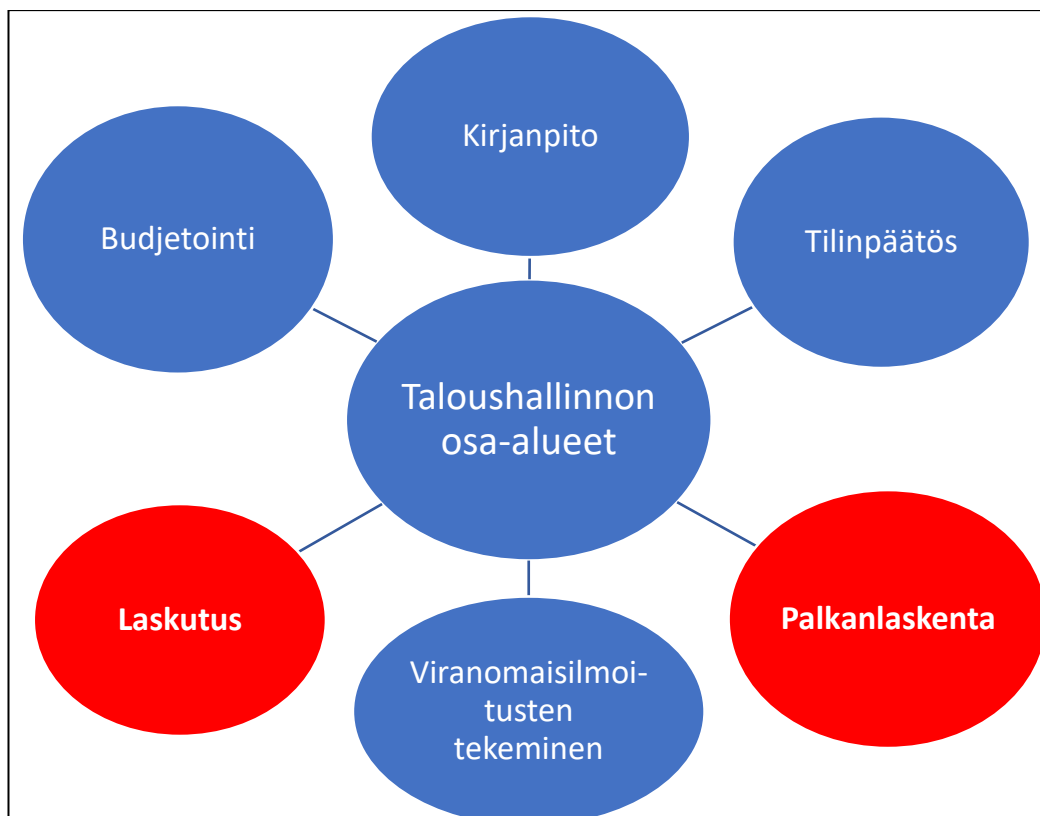 Kirjanpito
Budjetointi
Tilinpäätös
Taloushallinnon
osa-alueet
Laskutus
Palkanlaskenta
Viranomaisilmoi-
tusten
tekeminen